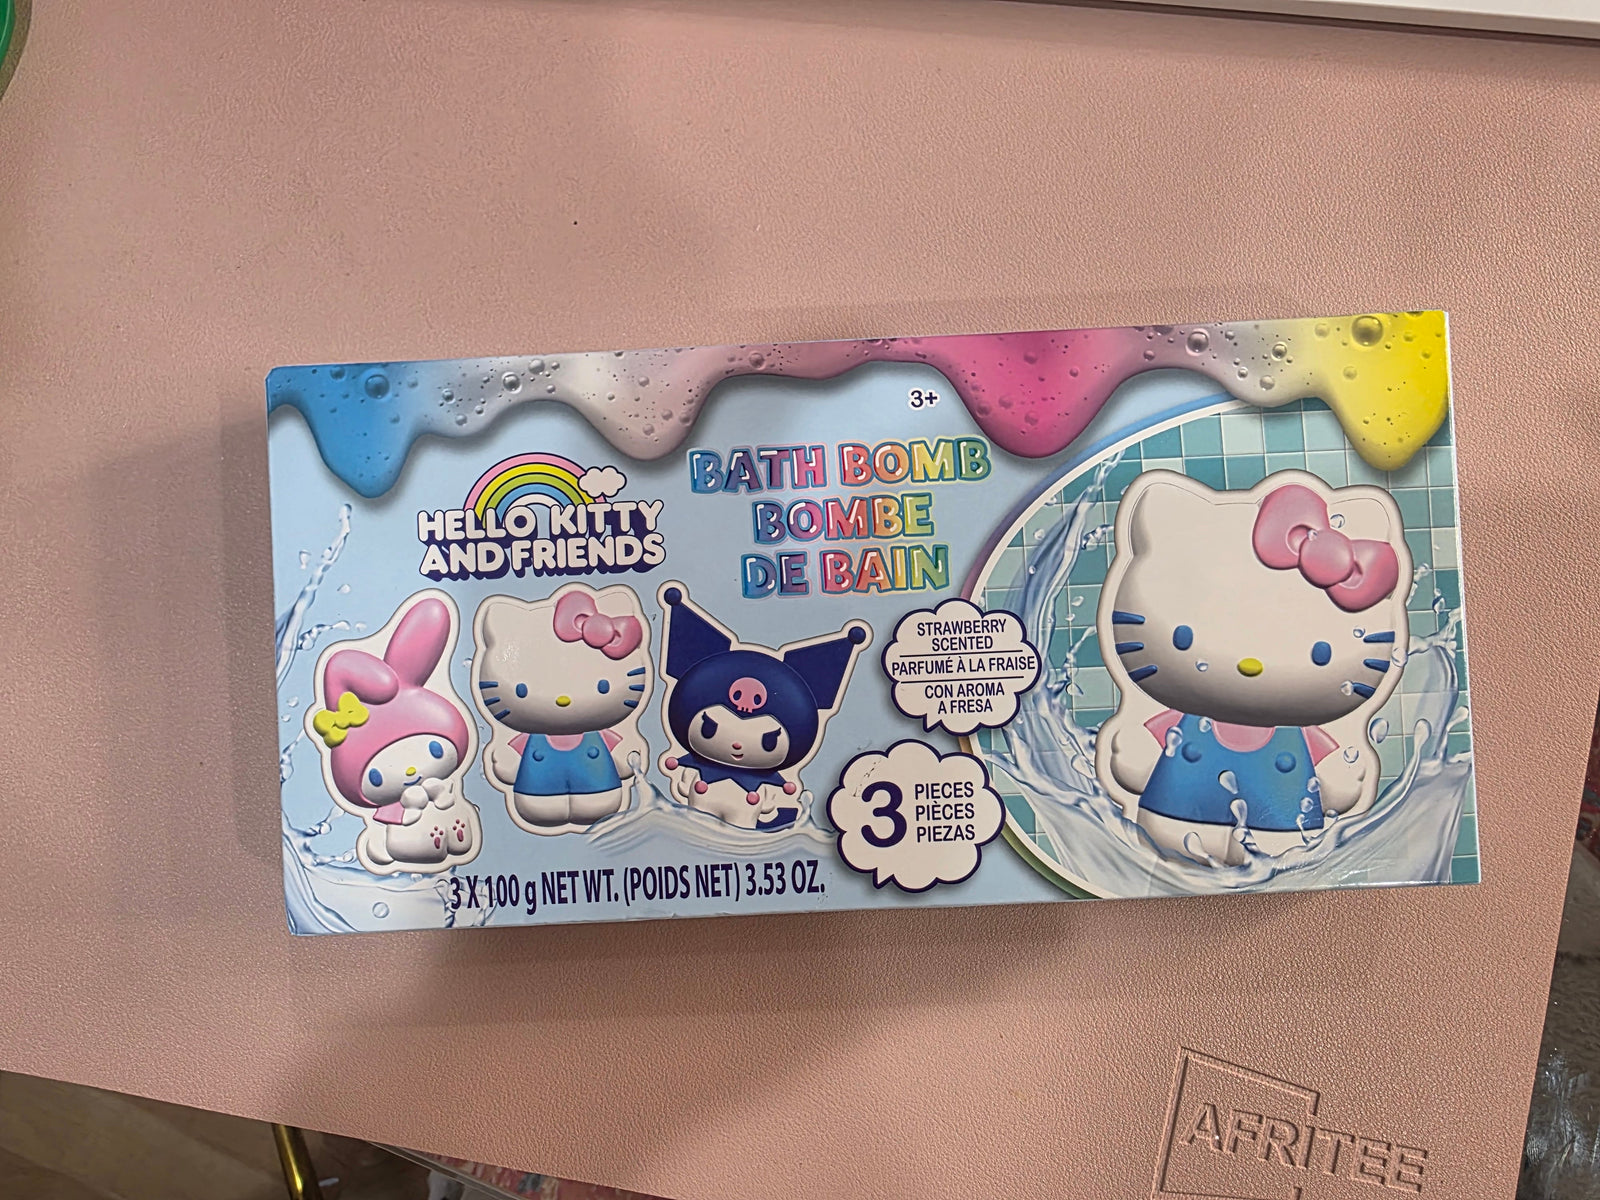 3+
HELLO KITTY
AND FRIENDS
BATH BOMB
BOMBE
DE BAIN
STRAWBERRY
SCENTED
PARFUMÉ À LA FRAISE
CON AROMA
A FRESA
3
PIECES
PIÈCES
PIEZAS
3 X 100 g NET WT. (POIDS NET) 3.53 OZ.
AFRITEE